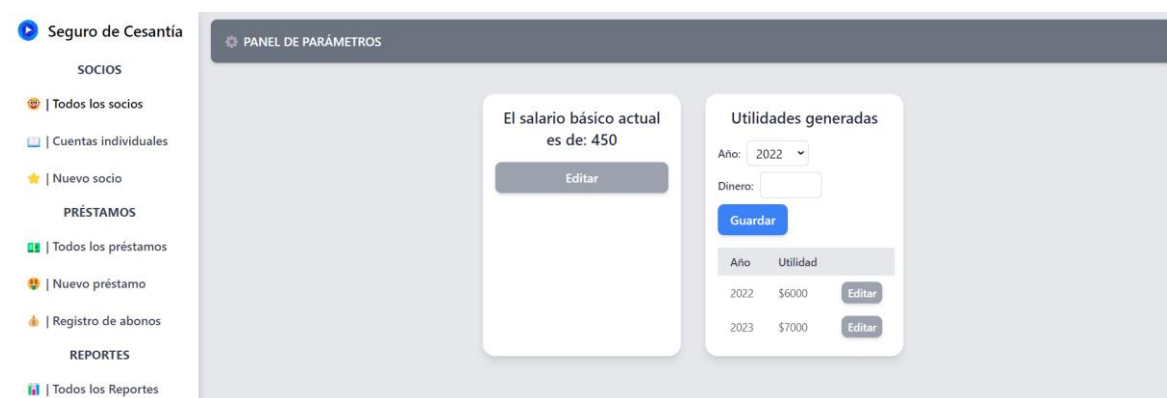 Seguro de Cesantía
SOCIOS
| Todos los socios
| Cuentas individuales
| Nuevo socio
PRÉSTAMOS
| Todos los préstamos
| Nuevo préstamo
| Registro de abonos
REPORTES
| Todos los Reportes
PANEL DE PARÁMETROS
El salario básico actual
es de: 450
Editar
Utilidades generadas
Año: 2022
Dinero:
Guardar
Año Utilidad
2022 $6000 Editar
2023 $7000 Editar